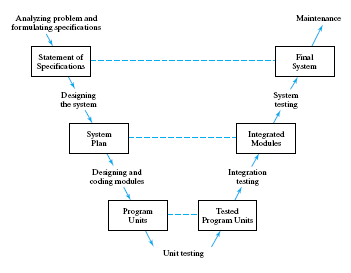 Analyzing problem and
formulating specifications
Maintenance
Statement of
Specifications
Final
System
Designing
the system
System
testing
System
Plan
Integrated
Modules
Designing and
coding modules
Integration
testing
Program
Units
Tested
Program Units
Unit testing